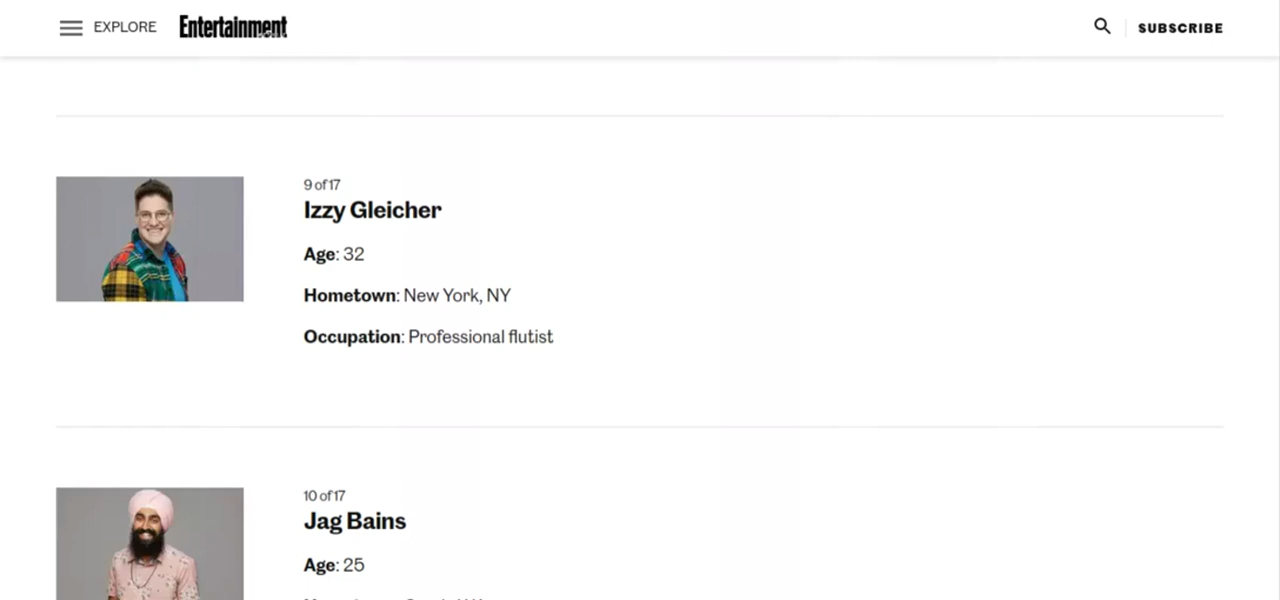 EXPLORE
Entertainment
SUBSCRIBE
9 of 17
Izzy Gleicher
Age: 32
Hometown: New York, NY
Occupation: Professional flutist
10 of 17
Jag Bains
Age: 25